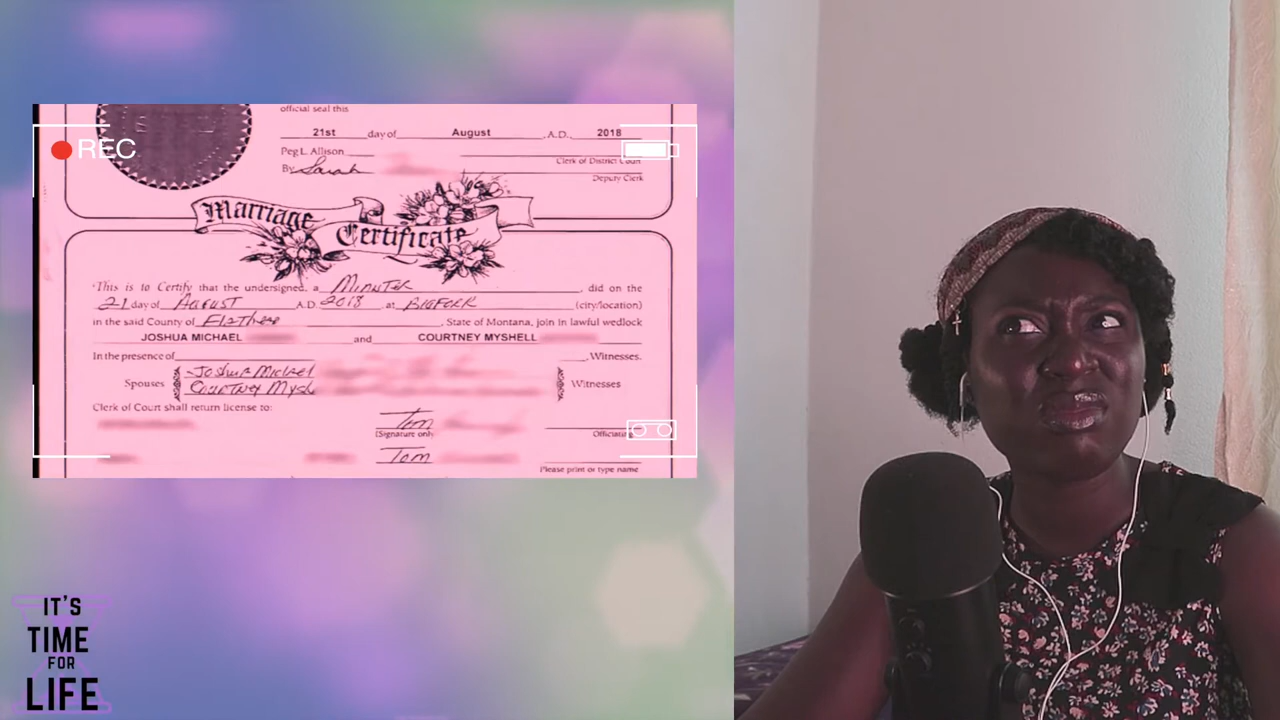 official seal this
21st day of August , A.D., 2018
Peg L. Allison
Clerk of District Court
By Sarah
Deputy Clerk
REC
Marriage
Certificate
This is to Certify that the undersigned, a Minister , did on the
21 day of August A.D. 2018 at BIGFORK (city/location)
in the said County of Flathead , State of Montana, join in lawful wedlock
JOSHUA MICHAEL and COURTNEY MYSHELL
In the presence of , Witnesses.
Joshua Michael
Spouses Witnesses
Courtney Mysh
Clerk of Court shall return license to:
Tom
(Signature only
Tom
Please print or type name
IT'S
TIME
FOR
LIFE